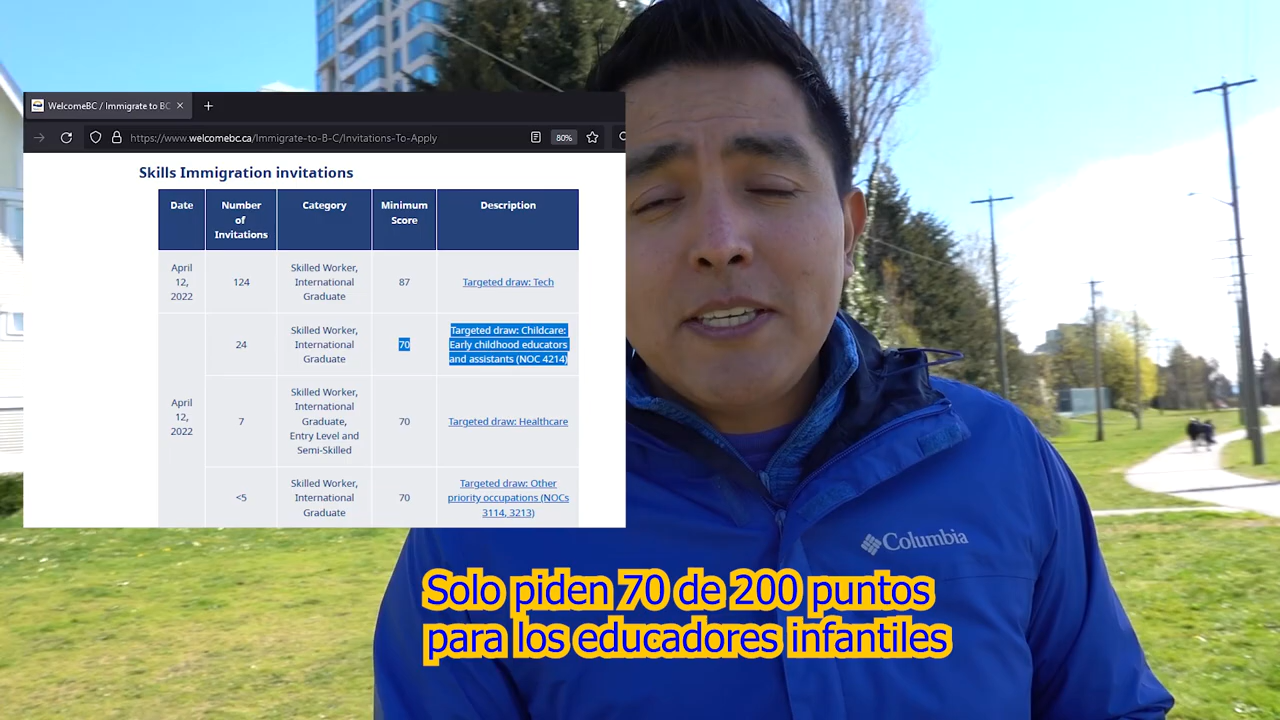 WelcomeBC / Immigrate to BC
https://www.welcomebc.ca/Immigrate-to-B-C/Invitations-To-Apply
80%
Skills Immigration invitations
Date
Number
of
Invitations
Category
Minimum
Score
Description
April
12,
2022
124
Skilled Worker,
International
Graduate
87
Targeted draw: Tech
April
12,
2022
24
Skilled Worker,
International
Graduate
70
Targeted draw: Childcare:
Early childhood educators
and assistants (NOC 4214)
7
Skilled Worker,
International
Graduate,
Entry Level and
Semi-Skilled
70
Targeted draw: Healthcare
<5
Skilled Worker,
International
Graduate
70
Targeted draw: Other
priority occupations (NOCs
3114, 3213)
Columbia
Solo piden 70 de 200 puntos
para los educadores infantiles